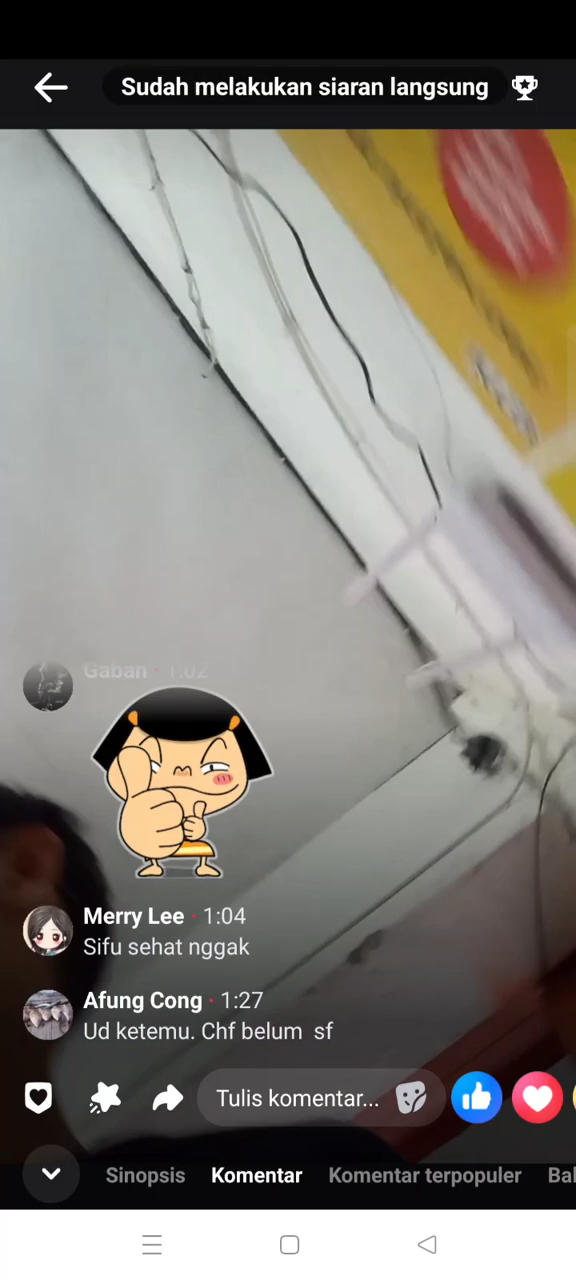 Sudah melakukan siaran langsung
Gaban · 1:02
Merry Lee · 1:04
Sifu sehat nggak
Afung Cong · 1:27
Ud ketemu. Chf belum  sf
Tulis komentar...
Sinopsis Komentar Komentar terpopuler Bal